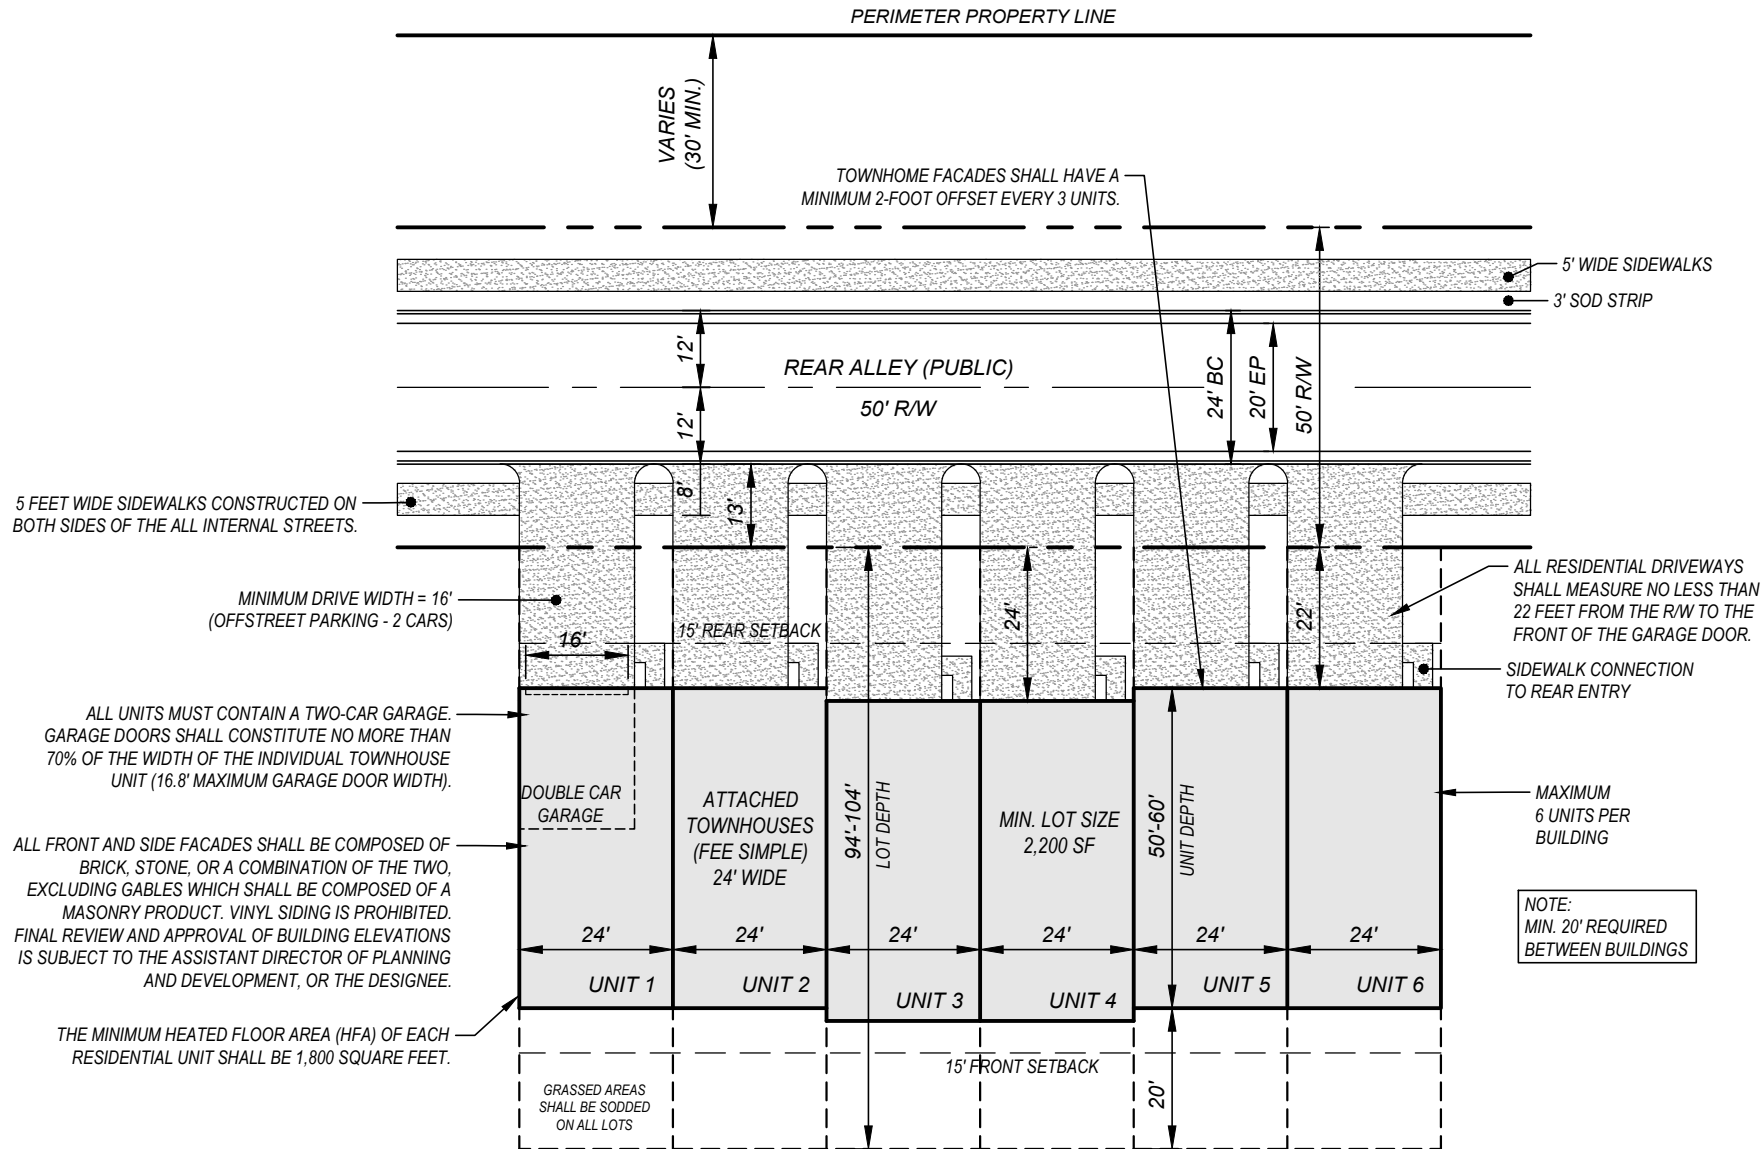 PERIMETER PROPERTY LINE
VARIES
(30' MIN.)
TOWNHOME FACADES SHALL HAVE A
MINIMUM 2-FOOT OFFSET EVERY 3 UNITS.
5' WIDE SIDEWALKS
3' SOD STRIP
12'
REAR ALLEY (PUBLIC)
24' BC
20' EP
50' R/W
12'
50' R/W
8'
13'
5 FEET WIDE SIDEWALKS CONSTRUCTED ON
BOTH SIDES OF THE ALL INTERNAL STREETS.
MINIMUM DRIVE WIDTH = 16'
(OFFSTREET PARKING - 2 CARS)
16'
15' REAR SETBACK
24'
22'
ALL RESIDENTIAL DRIVEWAYS
SHALL MEASURE NO LESS THAN
22 FEET FROM THE R/W TO THE
FRONT OF THE GARAGE DOOR.
SIDEWALK CONNECTION
TO REAR ENTRY
ALL UNITS MUST CONTAIN A TWO-CAR GARAGE.
GARAGE DOORS SHALL CONSTITUTE NO MORE THAN
70% OF THE WIDTH OF THE INDIVIDUAL TOWNHOUSE
UNIT (16.8' MAXIMUM GARAGE DOOR WIDTH).
DOUBLE CAR
GARAGE
ATTACHED
TOWNHOUSES
(FEE SIMPLE)
24' WIDE
94'-104'
LOT DEPTH
MIN. LOT SIZE
2,200 SF
50'-60'
UNIT DEPTH
MAXIMUM
6 UNITS PER
BUILDING
ALL FRONT AND SIDE FACADES SHALL BE COMPOSED OF
BRICK, STONE, OR A COMBINATION OF THE TWO,
EXCLUDING GABLES WHICH SHALL BE COMPOSED OF A
MASONRY PRODUCT. VINYL SIDING IS PROHIBITED.
FINAL REVIEW AND APPROVAL OF BUILDING ELEVATIONS
IS SUBJECT TO THE ASSISTANT DIRECTOR OF PLANNING
AND DEVELOPMENT, OR THE DESIGNEE.
NOTE:
MIN. 20' REQUIRED
BETWEEN BUILDINGS
24'
24'
24'
24'
24'
24'
UNIT 1
UNIT 2
UNIT 3
UNIT 4
UNIT 5
UNIT 6
THE MINIMUM HEATED FLOOR AREA (HFA) OF EACH
RESIDENTIAL UNIT SHALL BE 1,800 SQUARE FEET.
15' FRONT SETBACK
GRASSED AREAS
SHALL BE SODDED
ON ALL LOTS
20'